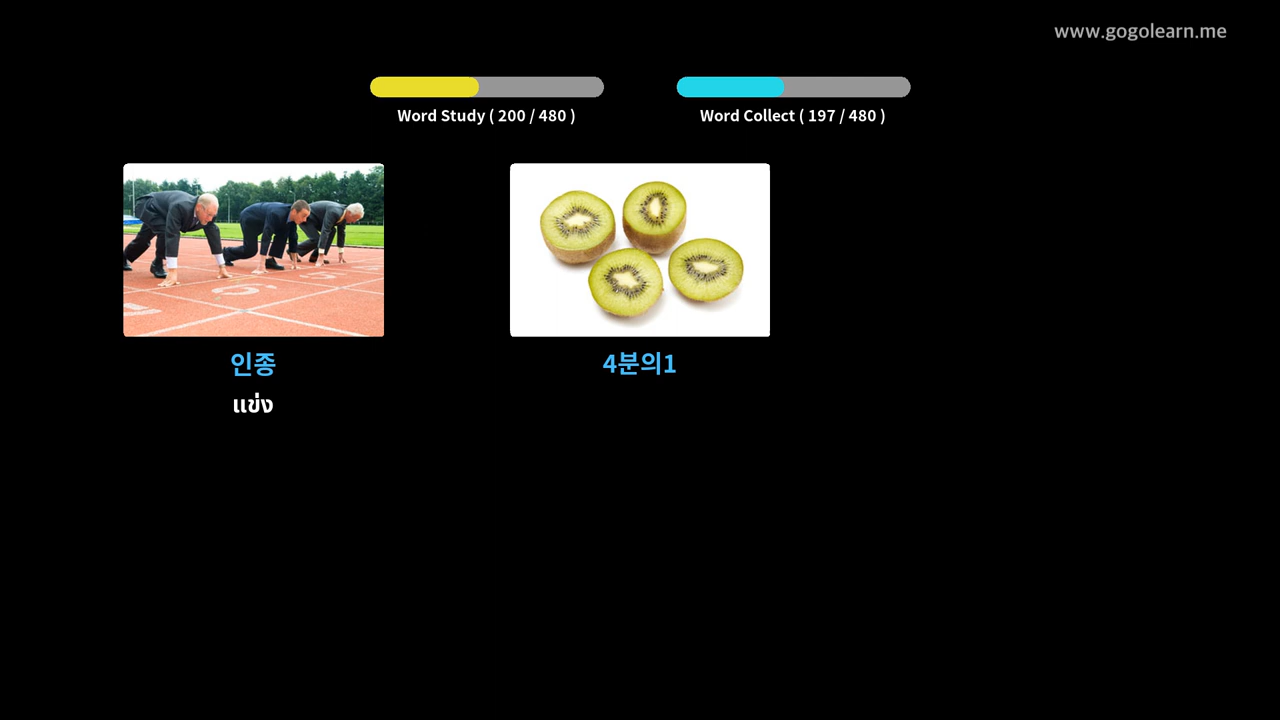 www.gogolearn.me
Word Study ( 200 / 480 )
Word Collect ( 197 / 480 )
인종
แข่ง
4분의1